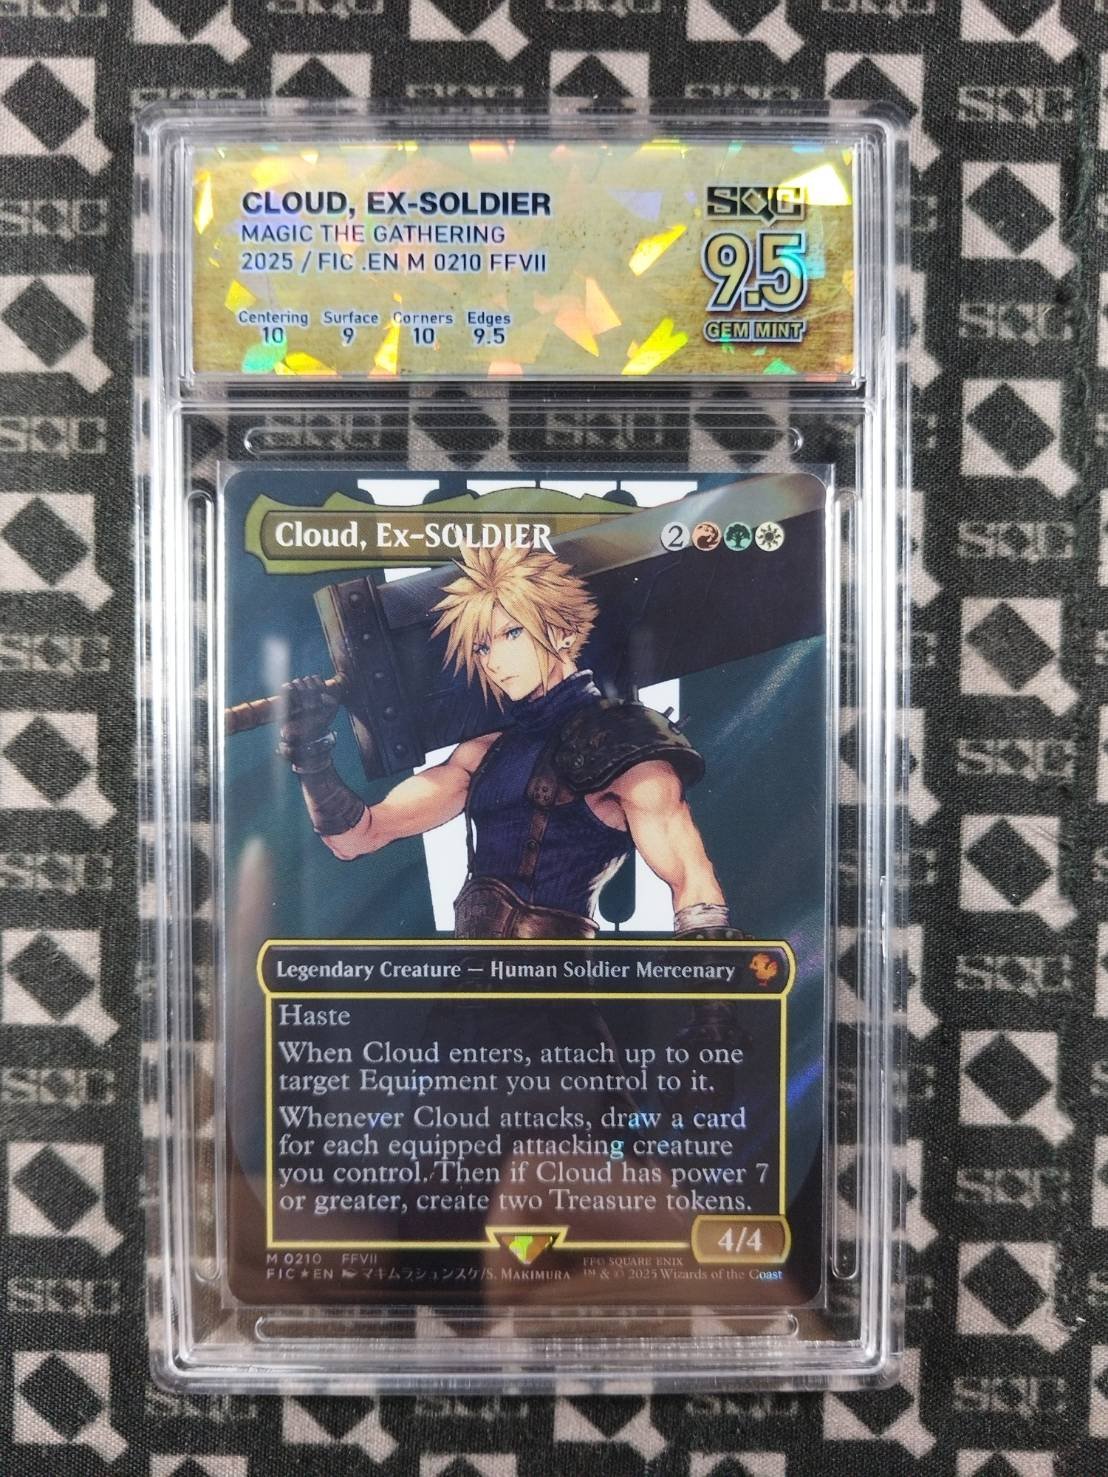 CLOUD, EX-SOLDIER
MAGIC THE GATHERING
2025 / FIC .EN M 0210 FFVII
Centering Surface Corners Edges
10 9 10 9.5
SQC
9.5
GEM MINT
Cloud, Ex-SOLDIER 2
Legendary Creature — Human Soldier Mercenary
Haste
When Cloud enters, attach up to one
target Equipment you control to it.
Whenever Cloud attacks, draw a card
for each equipped attacking creature
you control. Then if Cloud has power 7
or greater, create two Treasure tokens.
4/4
M 0210 FFVII
FIC★EN マキムラシュンスケ/S. MAKIMURA
FF© SQUARE ENIX
™ & © 2025 Wizards of the Coast